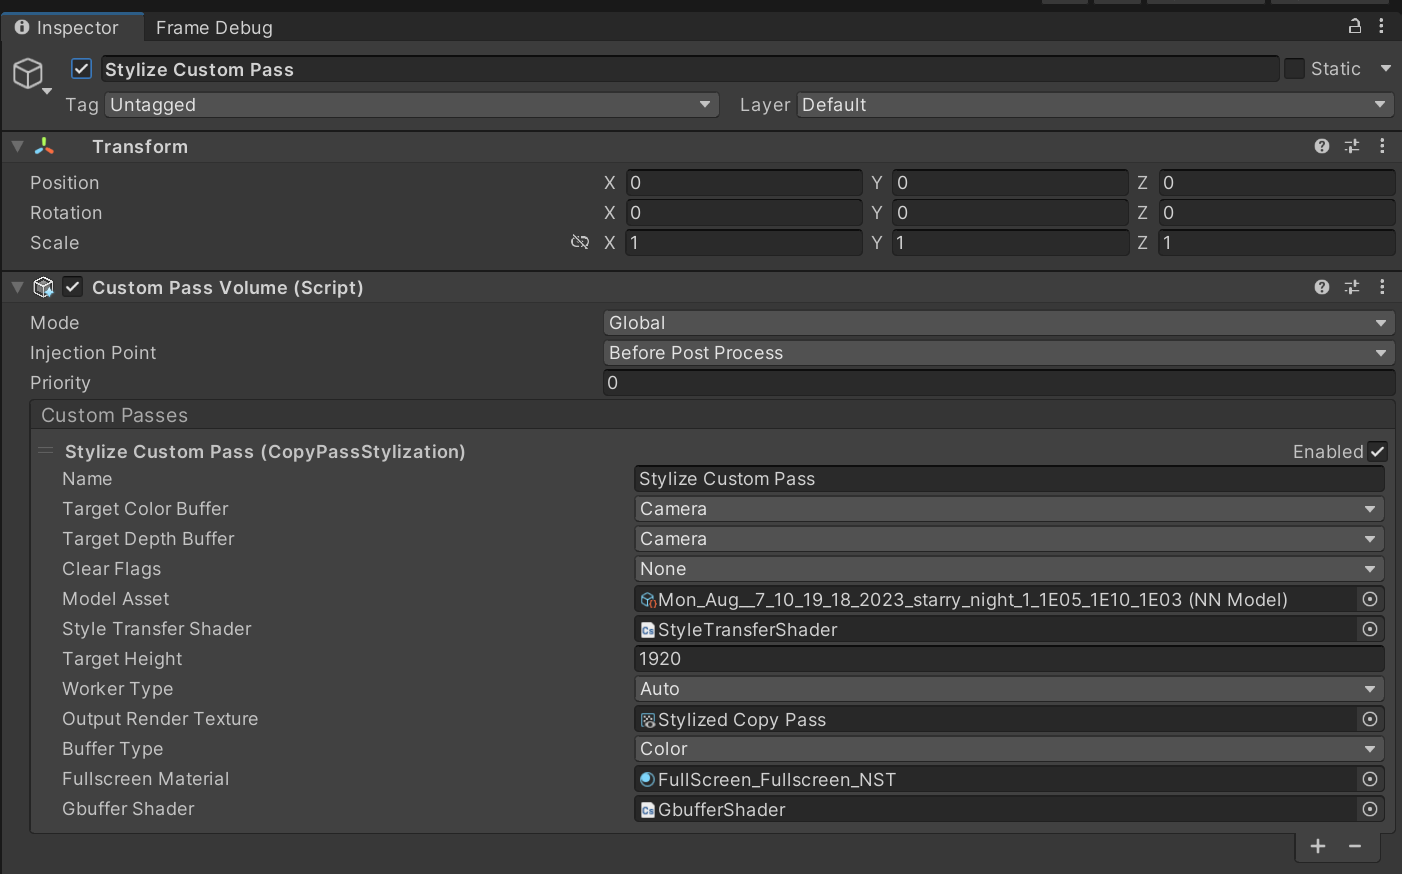 Inspector Frame Debug
Stylize Custom Pass Static
Tag Untagged Layer Default
Transform
Position X 0 Y 0 Z 0
Rotation X 0 Y 0 Z 0
Scale X 1 Y 1 Z 1
Custom Pass Volume (Script)
Mode Global
Injection Point Before Post Process
Priority 0
Custom Passes
Stylize Custom Pass (CopyPassStylization) Enabled
Name Stylize Custom Pass
Target Color Buffer Camera
Target Depth Buffer Camera
Clear Flags None
Model Asset Mon_Aug__7_10_19_18_2023_starry_night_1_1E05_1E10_1E03 (NN Model)
Style Transfer Shader StyleTransferShader
Target Height 1920
Worker Type Auto
Output Render Texture Stylized Copy Pass
Buffer Type Color
Fullscreen Material FullScreen_Fullscreen_NST
Gbuffer Shader GbufferShader